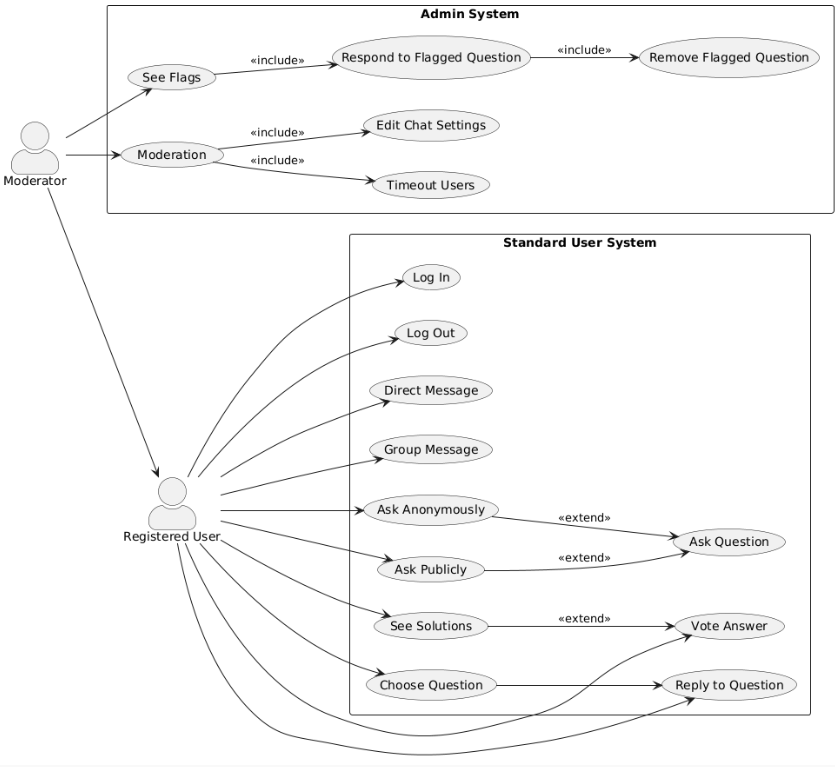 Admin System
See Flags
«include»
Respond to Flagged Question
«include»
Remove Flagged Question
Moderator
Moderation
«include»
Edit Chat Settings
«include»
Timeout Users
Standard User System
Log In
Log Out
Direct Message
Group Message
Registered User
Ask Anonymously
«extend»
Ask Question
Ask Publicly
«extend»
See Solutions
«extend»
Vote Answer
Choose Question
Reply to Question